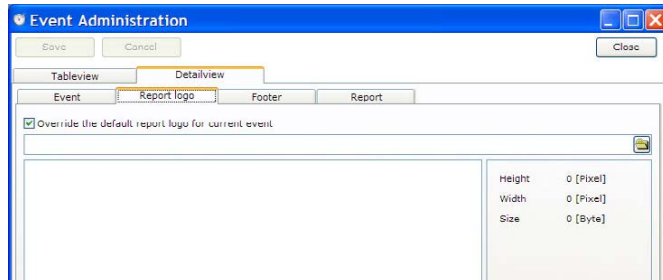 Event Administration
Save Cancel Close
Tableview Detailview
Event Report logo Footer Report
Override the default report logo for current event
Height 0 [Pixel]
Width 0 [Pixel]
Size 0 [Byte]